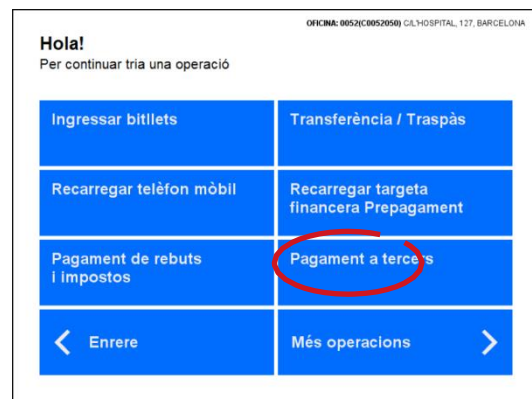 OFICINA: 0052(C0052050) C/L'HOSPITAL, 127, BARCELONA
Hola!
Per continuar tria una operació
Ingressar bitllets
Transferència / Traspàs
Recarregar telèfon mòbil
Recarregar targeta
financera Prepagament
Pagament de rebuts
i impostos
Pagament a tercers
Enrere
Més operacions